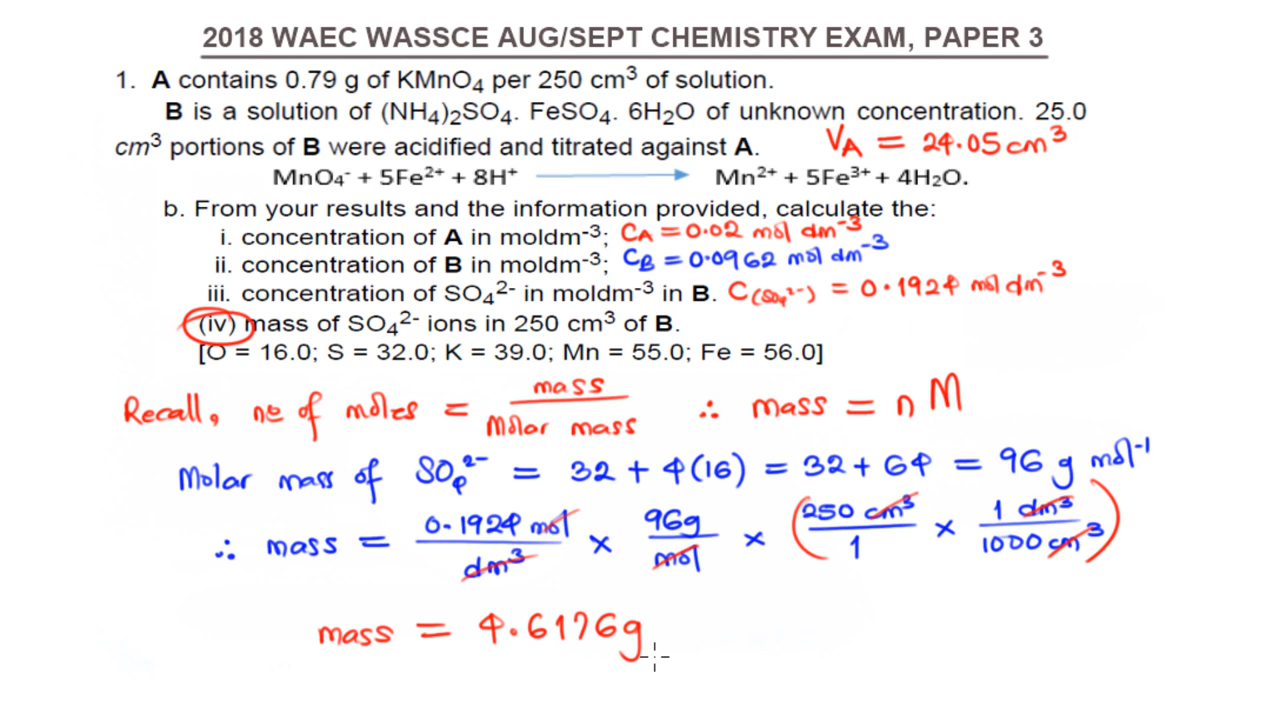 2018 WAEC WASSCE AUG/SEPT CHEMISTRY EXAM, PAPER 3
1. A contains 0.79 g of KMnO4 per 250 cm³ of solution.
B is a solution of (NH4)2SO4. FeSO4. 6H2O of unknown concentration. 25.0
cm³ portions of B were acidified and titrated against A. VA = 24.05 cm³
MnO4⁻ + 5Fe²⁺ + 8H⁺ ⟶ Mn²⁺ + 5Fe³⁺ + 4H2O.
b. From your results and the information provided, calculate the:
i. concentration of A in moldm⁻³; CA = 0.02 mol dm⁻³
ii. concentration of B in moldm⁻³; CB = 0.0962 mol dm⁻³
iii. concentration of SO4²⁻ in moldm⁻³ in B. C(SO4²⁻) = 0.1924 mol dm⁻³
(iv) mass of SO4²⁻ ions in 250 cm³ of B.
[O = 16.0; S = 32.0; K = 39.0; Mn = 55.0; Fe = 56.0]
Recall, no of moles = mass / Molar mass ∴ mass = n M
Molar mass of SO4²⁻ = 32 + 4(16) = 32 + 64 = 96 g mol⁻¹
∴ mass = 0.1924 mol / dm³ × 96g / mol × (250 cm³ / 1 × 1 dm³ / 1000 cm³)
mass = 4.6176g